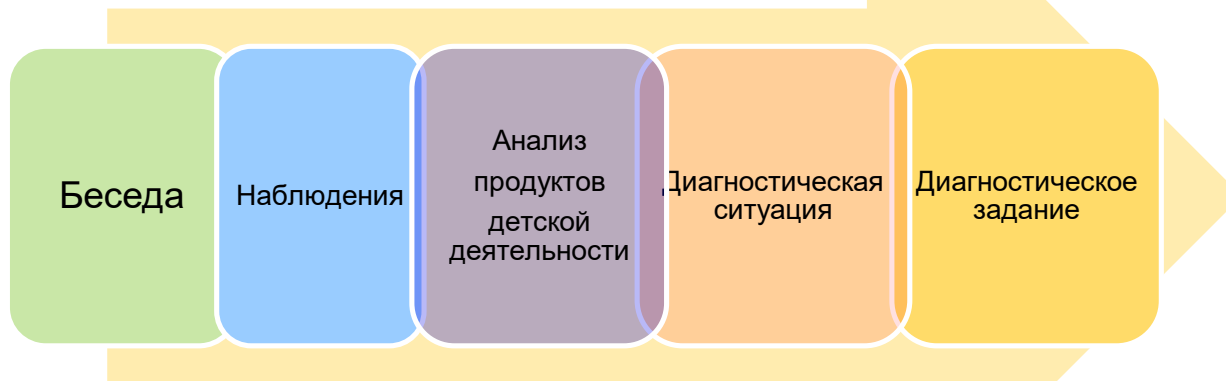 Беседа
Наблюдения
Анализ
продуктов
детской
деятельности
Диагностическая
ситуация
Диагностическое
задание